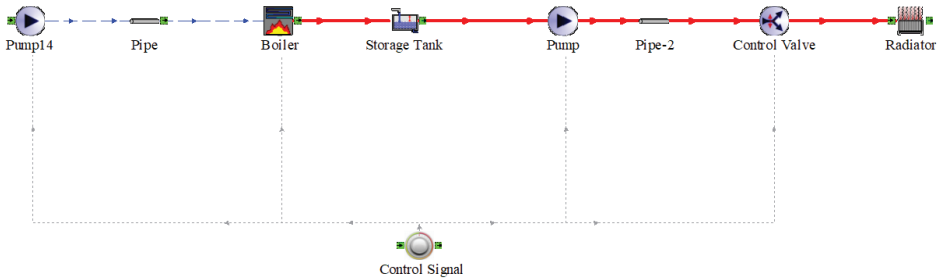 Pump14
Pipe
Boiler
Storage Tank
Pump
Pipe-2
Control Valve
Radiator
Control Signal